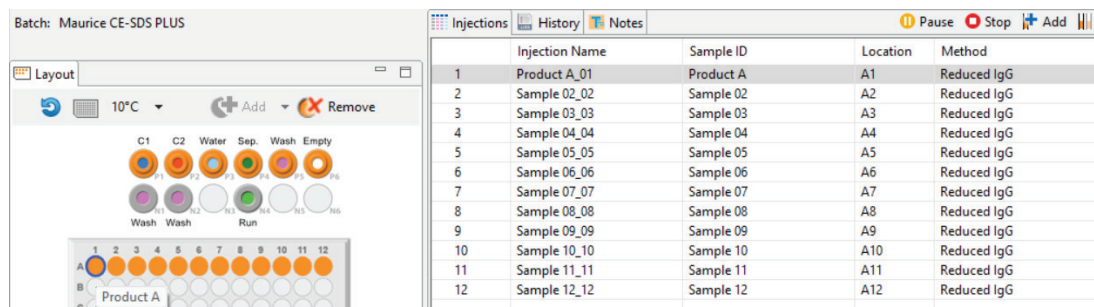 Batch: Maurice CE-SDS PLUS
Layout
10°C Add Remove
C1 C2 Water Sep. Wash Empty
P1 P2 P3 P4 P5 P6
N1 N2 N3 N4 N5 N6
Wash Wash Run
1 2 3 4 5 6 7 8 9 10 11 12
A
B
Product A
Injections History Notes Pause Stop Add
Injection Name Sample ID Location Method
1 Product A_01 Product A A1 Reduced IgG
2 Sample 02_02 Sample 02 A2 Reduced IgG
3 Sample 03_03 Sample 03 A3 Reduced IgG
4 Sample 04_04 Sample 04 A4 Reduced IgG
5 Sample 05_05 Sample 05 A5 Reduced IgG
6 Sample 06_06 Sample 06 A6 Reduced IgG
7 Sample 07_07 Sample 07 A7 Reduced IgG
8 Sample 08_08 Sample 08 A8 Reduced IgG
9 Sample 09_09 Sample 09 A9 Reduced IgG
10 Sample 10_10 Sample 10 A10 Reduced IgG
11 Sample 11_11 Sample 11 A11 Reduced IgG
12 Sample 12_12 Sample 12 A12 Reduced IgG